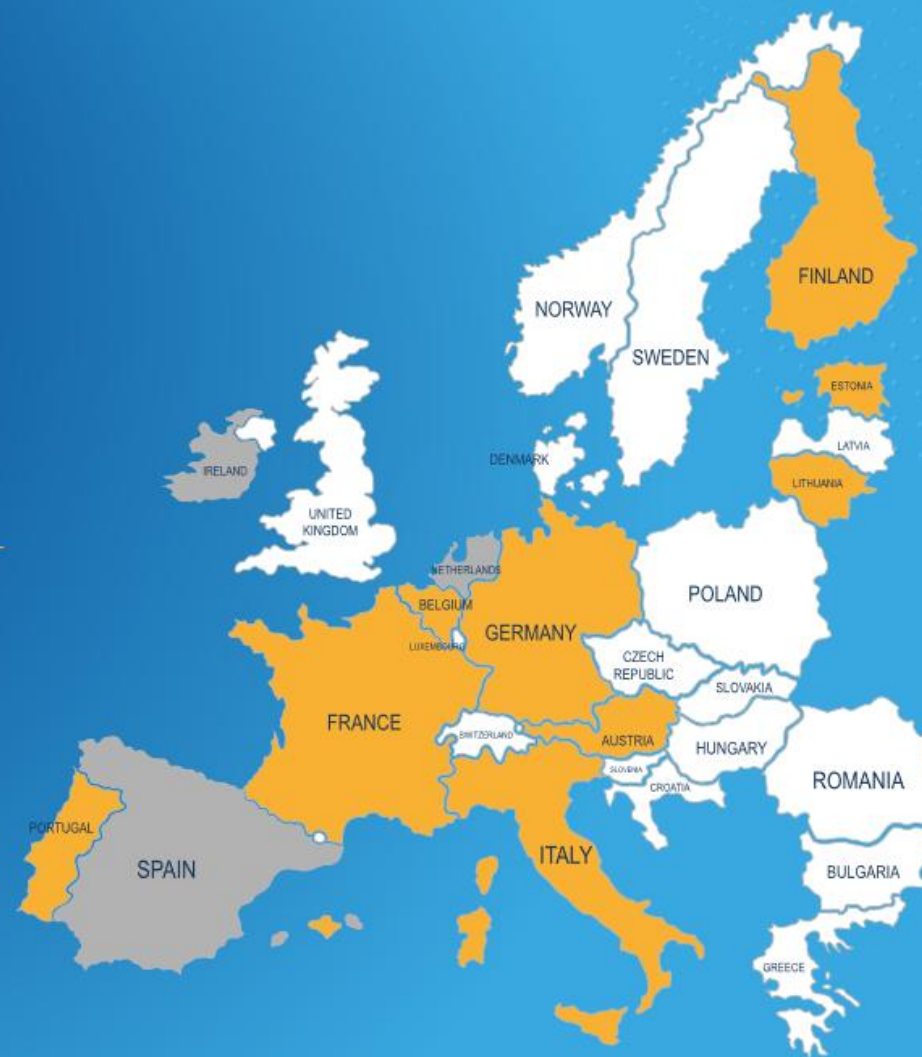 FINLAND
NORWAY
SWEDEN
ESTONIA
LATVIA
DENMARK
IRELAND
LITHUANIA
UNITED
KINGDOM
NETHERLANDS
POLAND
BELGIUM
GERMANY
LUXEMBOURG
CZECH
REPUBLIC
SLOVAKIA
FRANCE
SWITZERLAND
AUSTRIA
HUNGARY
SLOVENIA
ROMANIA
CROATIA
PORTUGAL
ITALY
SPAIN
BULGARIA
GREECE